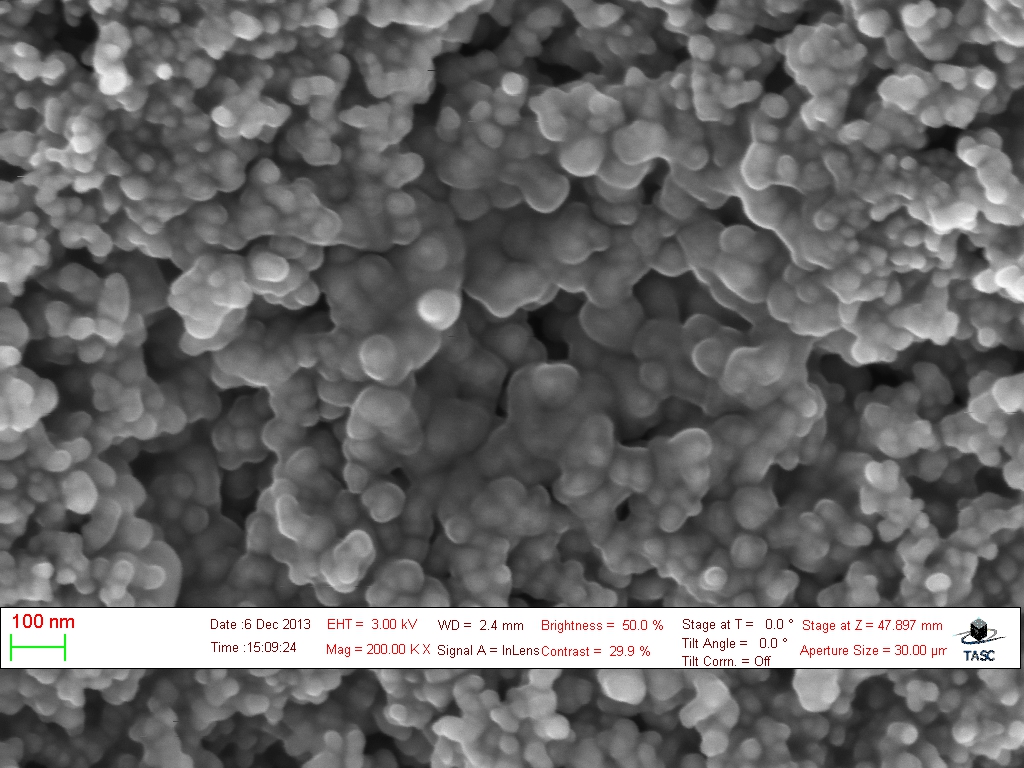 100 nm
Date :6 Dec 2013 EHT = 3.00 kV WD = 2.4 mm Brightness = 50.0 % Stage at T = 0.0 ° Stage at Z = 47.897 mm
Time :15:09:24 Mag = 200.00 K X Signal A = InLens Contrast = 29.9 % Tilt Angle = 0.0 ° Aperture Size = 30.00 µm
Tilt Corrn. = Off
TASC